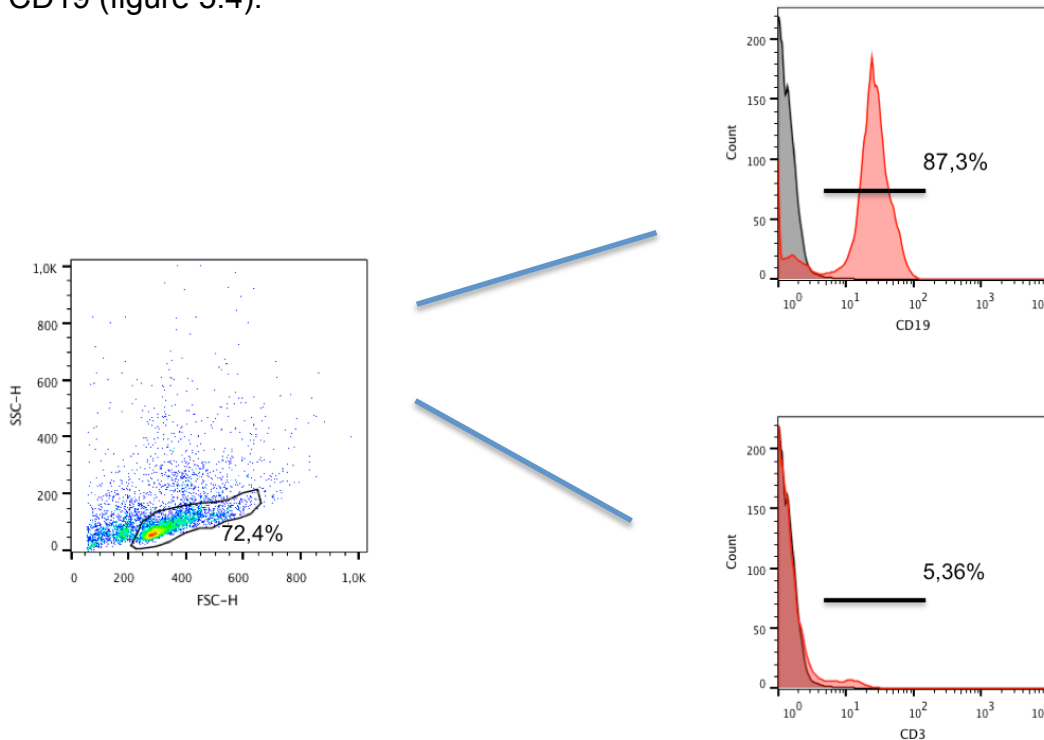 CD19 (figure 3.4).
200
150
100
50
0
Count
87,3%
10⁰ 10¹ 10² 10³
CD19
1,0K
800
600
400
200
0
SSC-H
72,4%
0 200 400 600 800 1,0K
FSC-H
200
150
100
50
0
Count
5,36%
10⁰ 10¹ 10² 10³
CD3